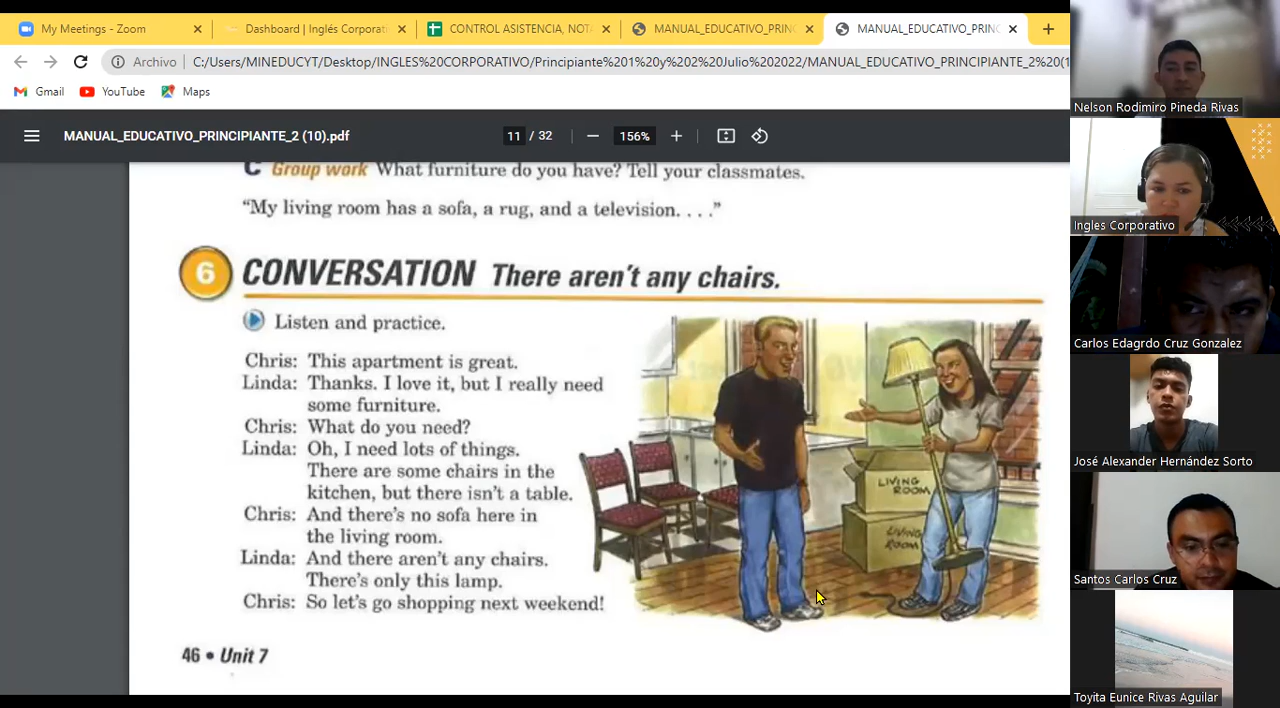 My Meetings - Zoom
Dashboard | Inglés Corporati
CONTROL ASISTENCIA, NOT
MANUAL_EDUCATIVO_PRIN
MANUAL_EDUCATIVO_PRIN
Archivo | C:/Users/MINEDUCYT/Desktop/INGLES%20CORPORATIVO/Principiante%201%20y%202%20Julio%202022/MANUAL_EDUCATIVO_PRINCIPIANTE_2%20(1
Gmail YouTube Maps
MANUAL_EDUCATIVO_PRINCIPIANTE_2 (10).pdf
11 / 32
156%
C Group work What furniture do you have? Tell your classmates.
“My living room has a sofa, a rug, and a television. . . .”
6 CONVERSATION There aren't any chairs.
Listen and practice.
Chris: This apartment is great.
Linda: Thanks. I love it, but I really need
some furniture.
Chris: What do you need?
Linda: Oh, I need lots of things.
There are some chairs in the
kitchen, but there isn't a table.
Chris: And there's no sofa here in
the living room.
Linda: And there aren't any chairs.
There's only this lamp.
Chris: So let's go shopping next weekend!
LIVING
ROOM
LIVING
ROOM
46 • Unit 7
Nelson Rodimiro Pineda Rivas
Ingles Corporativo
Carlos Edagrdo Cruz Gonzalez
José Alexander Hernández Sorto
Santos Carlos Cruz
Toyita Eunice Rivas Aguilar